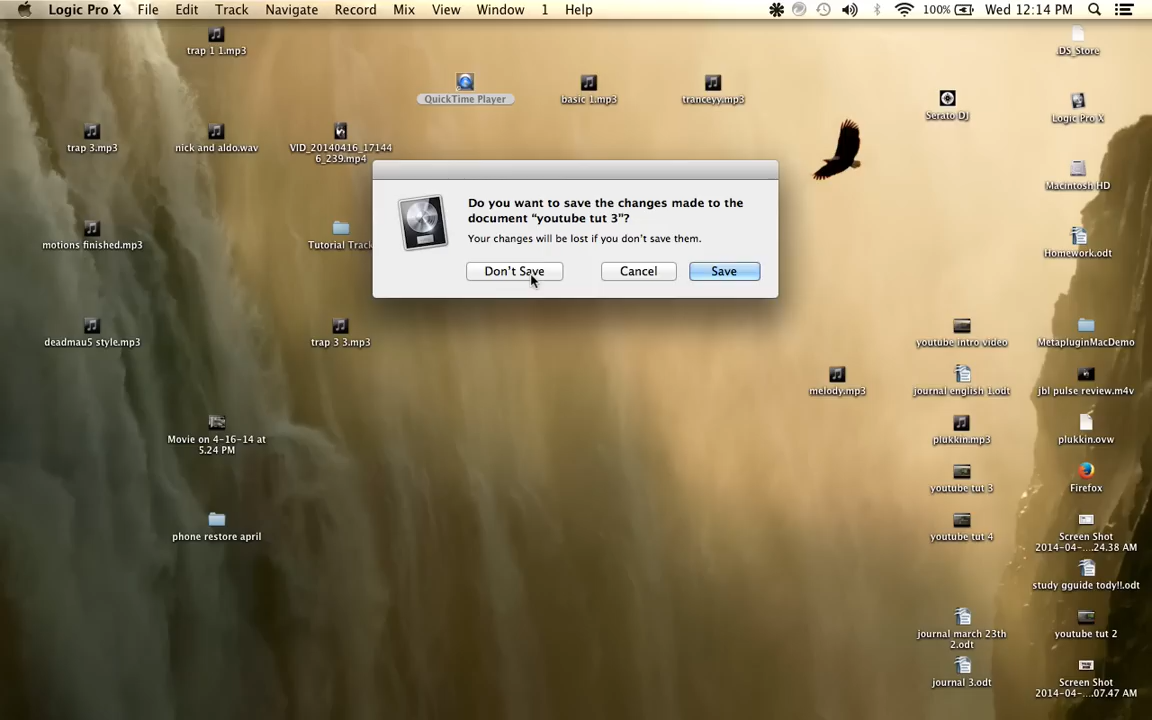 Logic Pro X File Edit Track Navigate Record Mix View Window 1 Help 100% Wed 12:14 PM
trap 1 1.mp3
.DS_Store
QuickTime Player
basic 1.mp3
tranceyy.mp3
Serato DJ
Logic Pro X
trap 3.mp3
nick and aldo.wav
VID_20140416_17144
6_239.mp4
Macintosh HD
Do you want to save the changes made to the
document “youtube tut 3”?
Your changes will be lost if you don’t save them.
Don’t Save
Cancel
Save
motions finished.mp3
Tutorial Track
Homework.odt
deadmau5 style.mp3
trap 3 3.mp3
youtube intro video
MetapluginMacDemo
melody.mp3
journal english 1.odt
jbl pulse review.m4v
Movie on 4-16-14 at
5.24 PM
plukkin.mp3
plukkin.ovw
youtube tut 3
Firefox
phone restore april
youtube tut 4
Screen Shot
2014-04-....24.38 AM
study gguide tody!!.odt
journal march 23th
2.odt
youtube tut 2
journal 3.odt
Screen Shot
2014-04-....07.47 AM